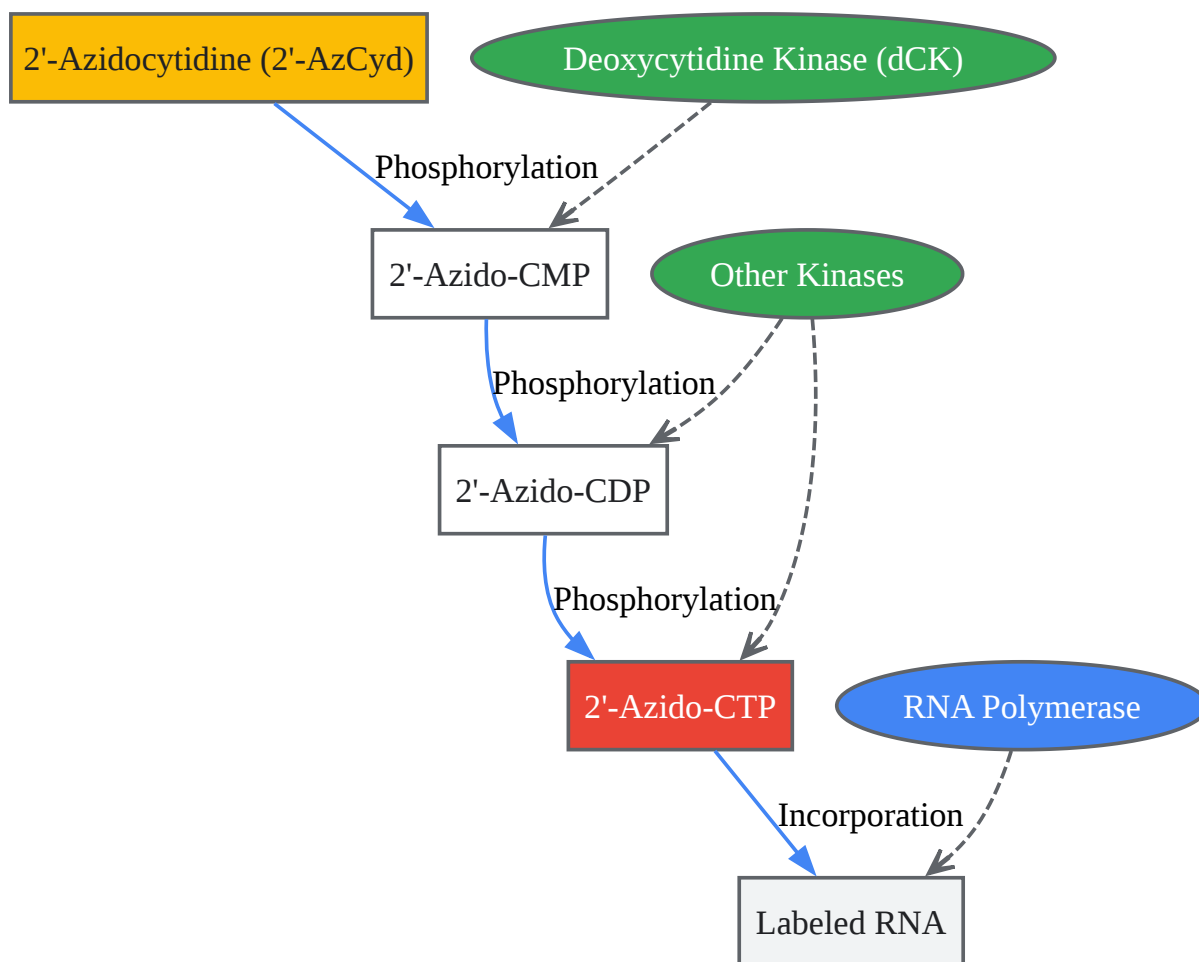 2'-Azidocytidine (2'-AzCyd)
Deoxycytidine Kinase (dCK)
Phosphorylation
2'-Azido-CMP
Other Kinases
Phosphorylation
2'-Azido-CDP
Phosphorylation
2'-Azido-CTP
RNA Polymerase
Incorporation
Labeled RNA